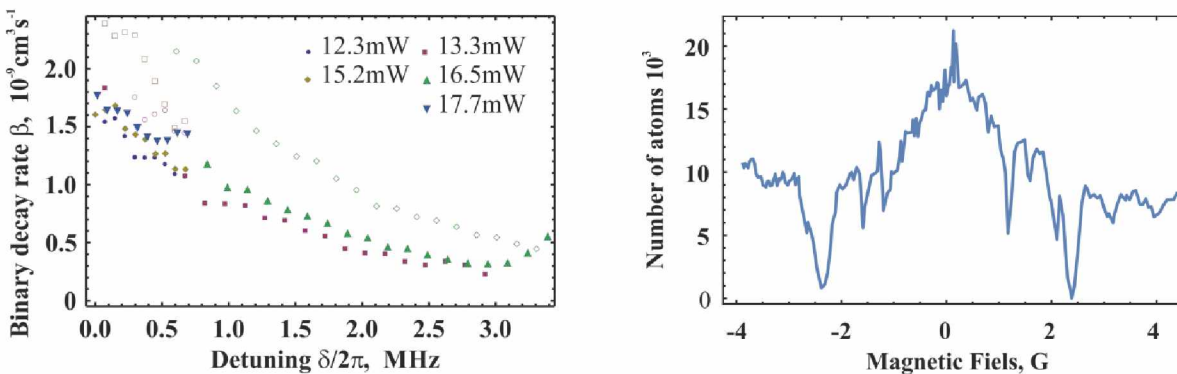 Binary decay rate β, 10⁻⁹ cm³ s⁻¹
2.0
1.5
1.0
0.5
0
0.0 0.5 1.0 1.5 2.0 2.5 3.0
Detuning δ/2π, MHz
12.3mW 13.3mW
15.2mW 16.5mW
17.7mW
Number of atoms 10³
20
15
10
5
0
-4 -2 0 2 4
Magnetic Fiels, G